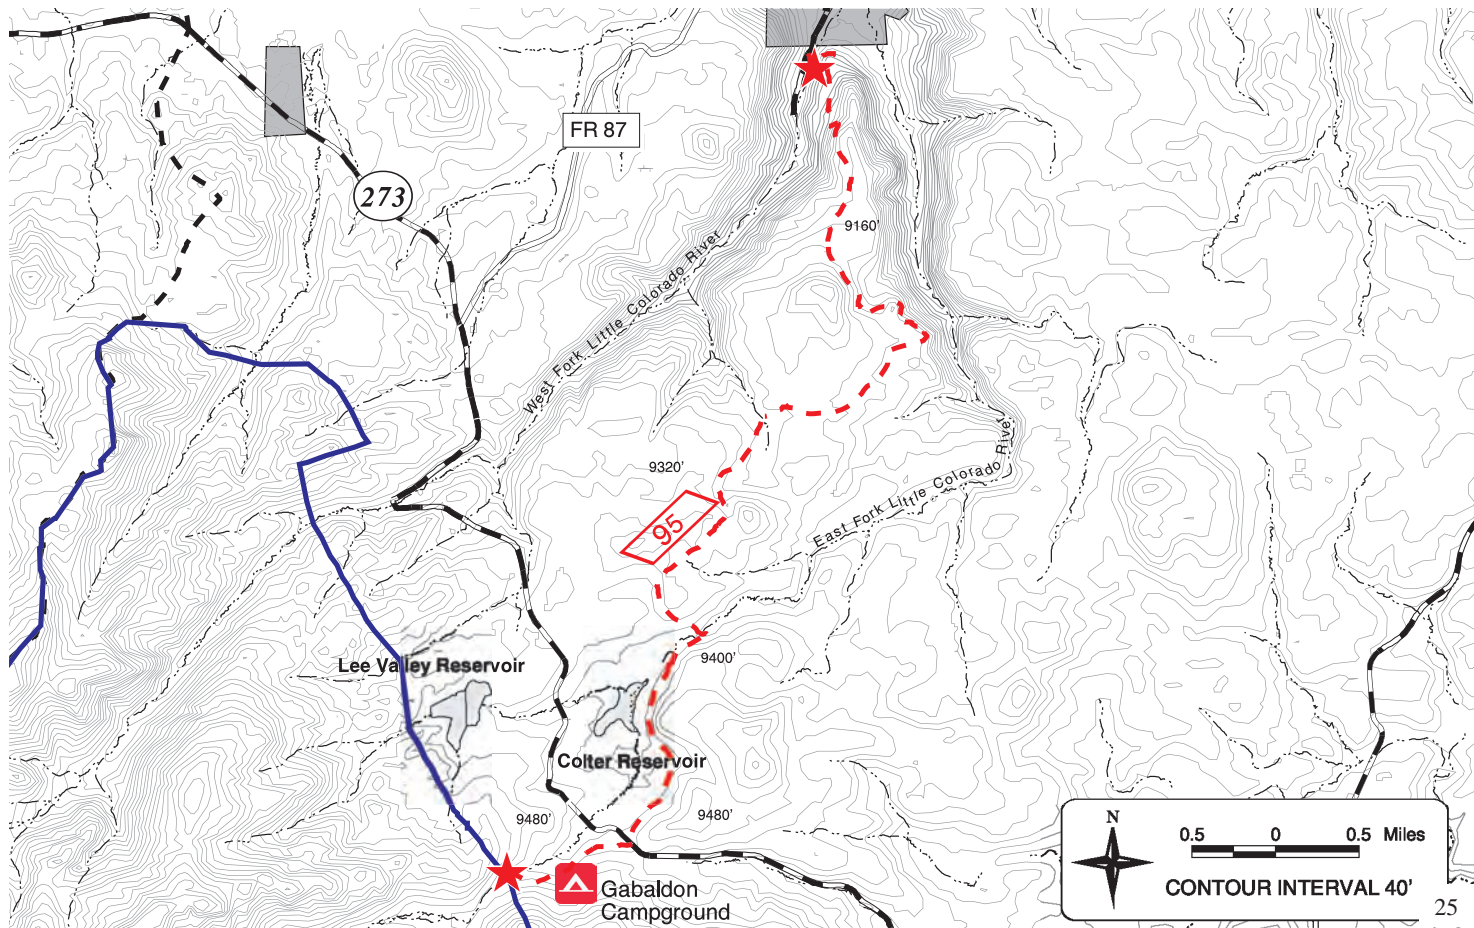 FR 87
273
9160'
West Fork Little Colorado River
9320'
95
East Fork Little Colorado River
Lee Valley Reservoir
9400'
Colter Reservoir
9480'
9480'
Gabaldon
Campground
N
0.5 0 0.5 Miles
CONTOUR INTERVAL 40'
25